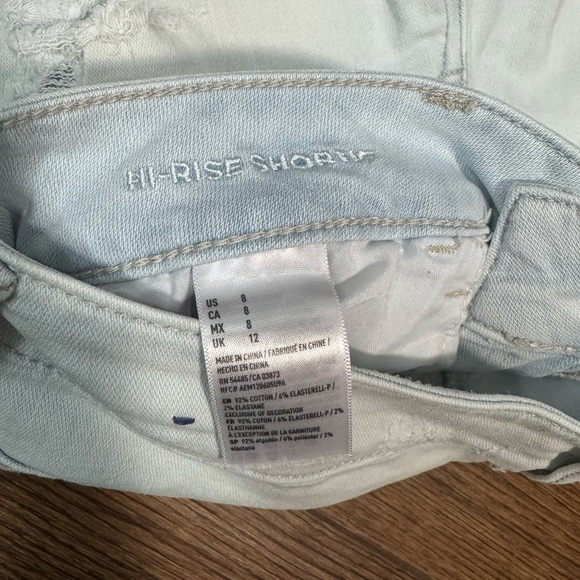 HI-RISE SHORTIE
US 8
CA 8
MX 8
UK 12
MADE IN CHINA / FABRIQUÉ EN CHINE /
HECHO EN CHINA
RN 54485/CA 03873
RFC# AEM120605U9A
EN 92% COTTON / 6% ELASTERELL-P /
2% ELASTANE
EXCLUSIVE OF DECORATION
FR 92% COTON / 6% ÉLASTERELL-P / 2%
ÉLASTHANNE
À L'EXCEPTION DE LA GARNITURE
SP 92% algodón / 6% poliéster / 2%
elastano